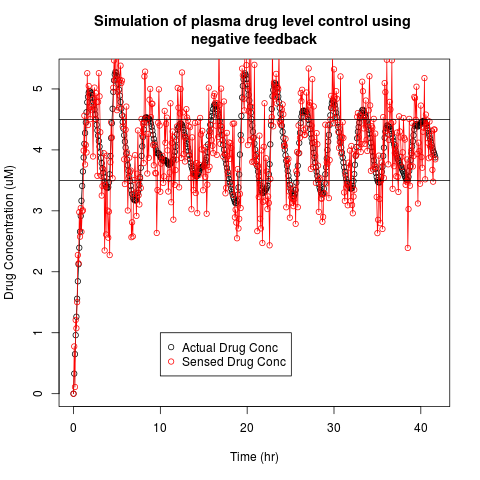 Simulation of plasma drug level control using
negative feedback
Drug Concentration (uM)
5
4
3
2
1
0
Actual Drug Conc
Sensed Drug Conc
0 10 20 30 40
Time (hr)